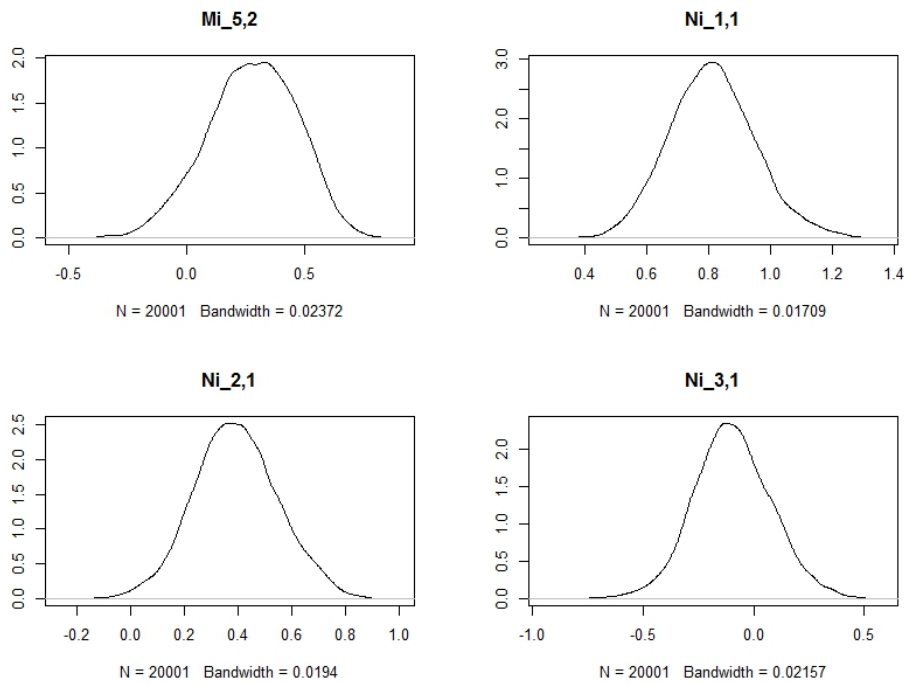 Mi_5,2
2.0
1.5
1.0
0.5
0.0
-0.5 0.0 0.5
N = 20001 Bandwidth = 0.02372
Ni_1,1
3.0
2.0
1.0
0.0
0.4 0.6 0.8 1.0 1.2 1.4
N = 20001 Bandwidth = 0.01709
Ni_2,1
2.5
2.0
1.5
1.0
0.5
0.0
-0.2 0.0 0.2 0.4 0.6 0.8 1.0
N = 20001 Bandwidth = 0.0194
Ni_3,1
2.0
1.5
1.0
0.5
0.0
-1.0 -0.5 0.0 0.5
N = 20001 Bandwidth = 0.02157